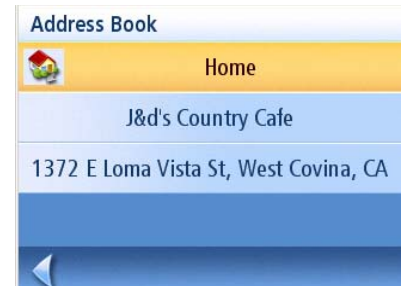 Address Book
Home
J&d's Country Cafe
1372 E Loma Vista St, West Covina, CA